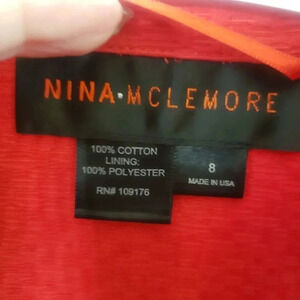 NINA·MCLEMORE
100% COTTON
LINING:
100% POLYESTER
RN# 109176
8
MADE IN USA